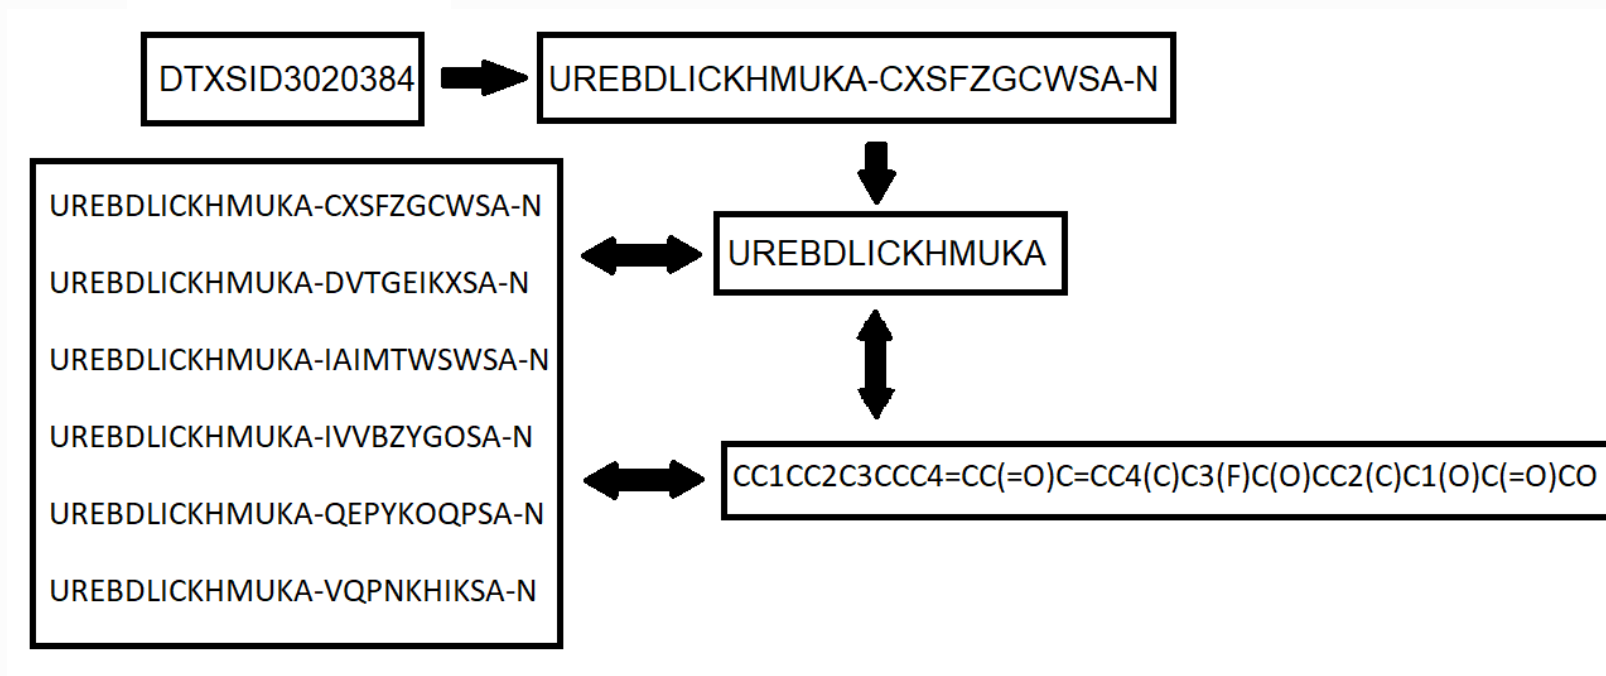 DTXSID3020384
UREBDLICKHMUKA-CXSFZGCWSA-N
UREBDLICKHMUKA-CXSFZGCWSA-N
UREBDLICKHMUKA-DVTGEIKXSA-N
UREBDLICKHMUKA-IAIMTWSWSA-N
UREBDLICKHMUKA-IVVBZYGOSA-N
UREBDLICKHMUKA-QEPYKOQPSA-N
UREBDLICKHMUKA-VQPNKHIKSA-N
UREBDLICKHMUKA
CC1CC2C3CCC4=CC(=O)C=CC4(C)C3(F)C(O)CC2(C)C1(O)C(=O)CO